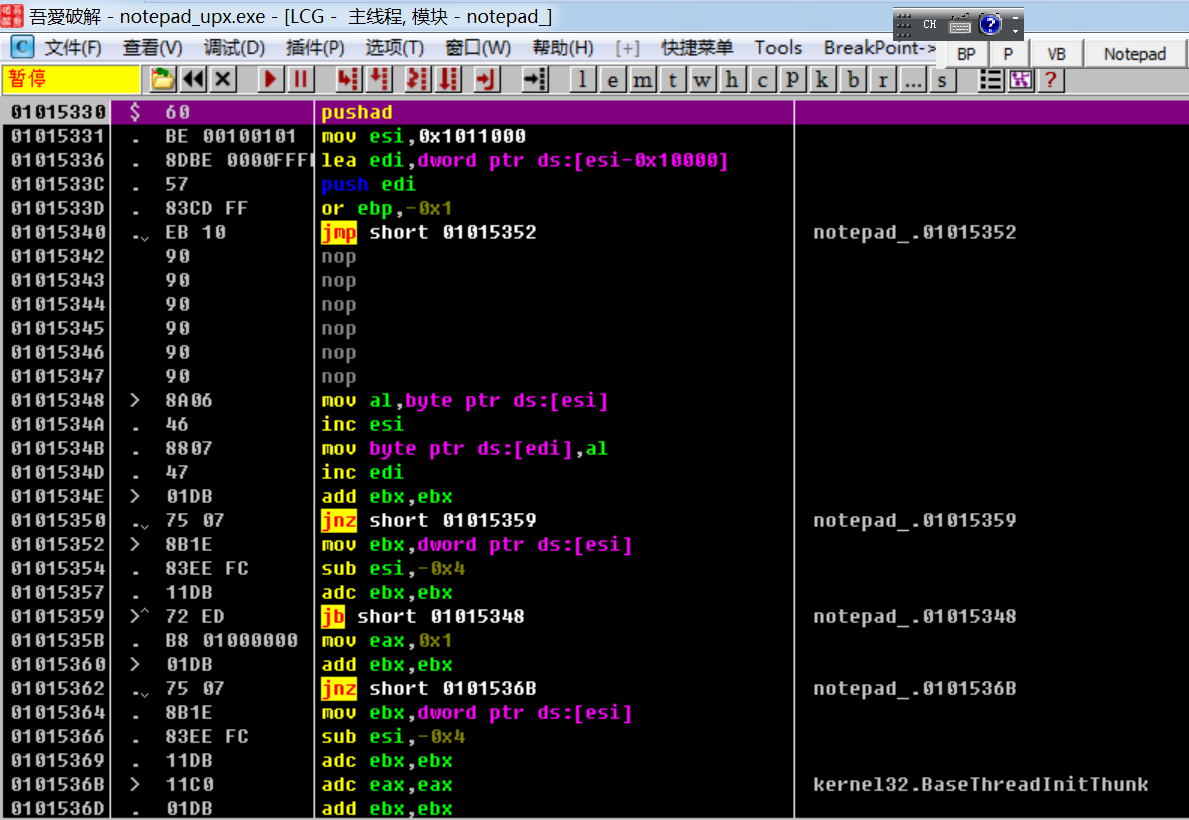 吾愛破解 - notepad_upx.exe - [LCG - 主线程, 模块 - notepad_]
CH
文件(F) 查看(V) 调试(D) 插件(P) 选项(T) 窗口(W) 帮助(H) [+] 快捷菜单 Tools BreakPoint-> BP P VB Notepad
暂停 l e m t w h c P k b r ... s ?
01015330 $ 60 pushad
01015331 . BE 00100101 mov esi,0x1011000
01015336 . 8DBE 0000FFFI lea edi,dword ptr ds:[esi-0x10000]
0101533C . 57 push edi
0101533D . 83CD FF or ebp,-0x1
01015340 . EB 10 jmp short 01015352 notepad_.01015352
01015342 90 nop
01015343 90 nop
01015344 90 nop
01015345 90 nop
01015346 90 nop
01015347 90 nop
01015348 > 8A06 mov al,byte ptr ds:[esi]
0101534A . 46 inc esi
0101534B . 8807 mov byte ptr ds:[edi],al
0101534D . 47 inc edi
0101534E > 01DB add ebx,ebx
01015350 . 75 07 jnz short 01015359 notepad_.01015359
01015352 > 8B1E mov ebx,dword ptr ds:[esi]
01015354 . 83EE FC sub esi,-0x4
01015357 . 11DB adc ebx,ebx
01015359 >^ 72 ED jb short 01015348 notepad_.01015348
0101535B . B8 01000000 mov eax,0x1
01015360 > 01DB add ebx,ebx
01015362 . 75 07 jnz short 0101536B notepad_.0101536B
01015364 . 8B1E mov ebx,dword ptr ds:[esi]
01015366 . 83EE FC sub esi,-0x4
01015369 . 11DB adc ebx,ebx
0101536B > 11C0 adc eax,eax kernel32.BaseThreadInitThunk
0101536D . 01DB add ebx,ebx